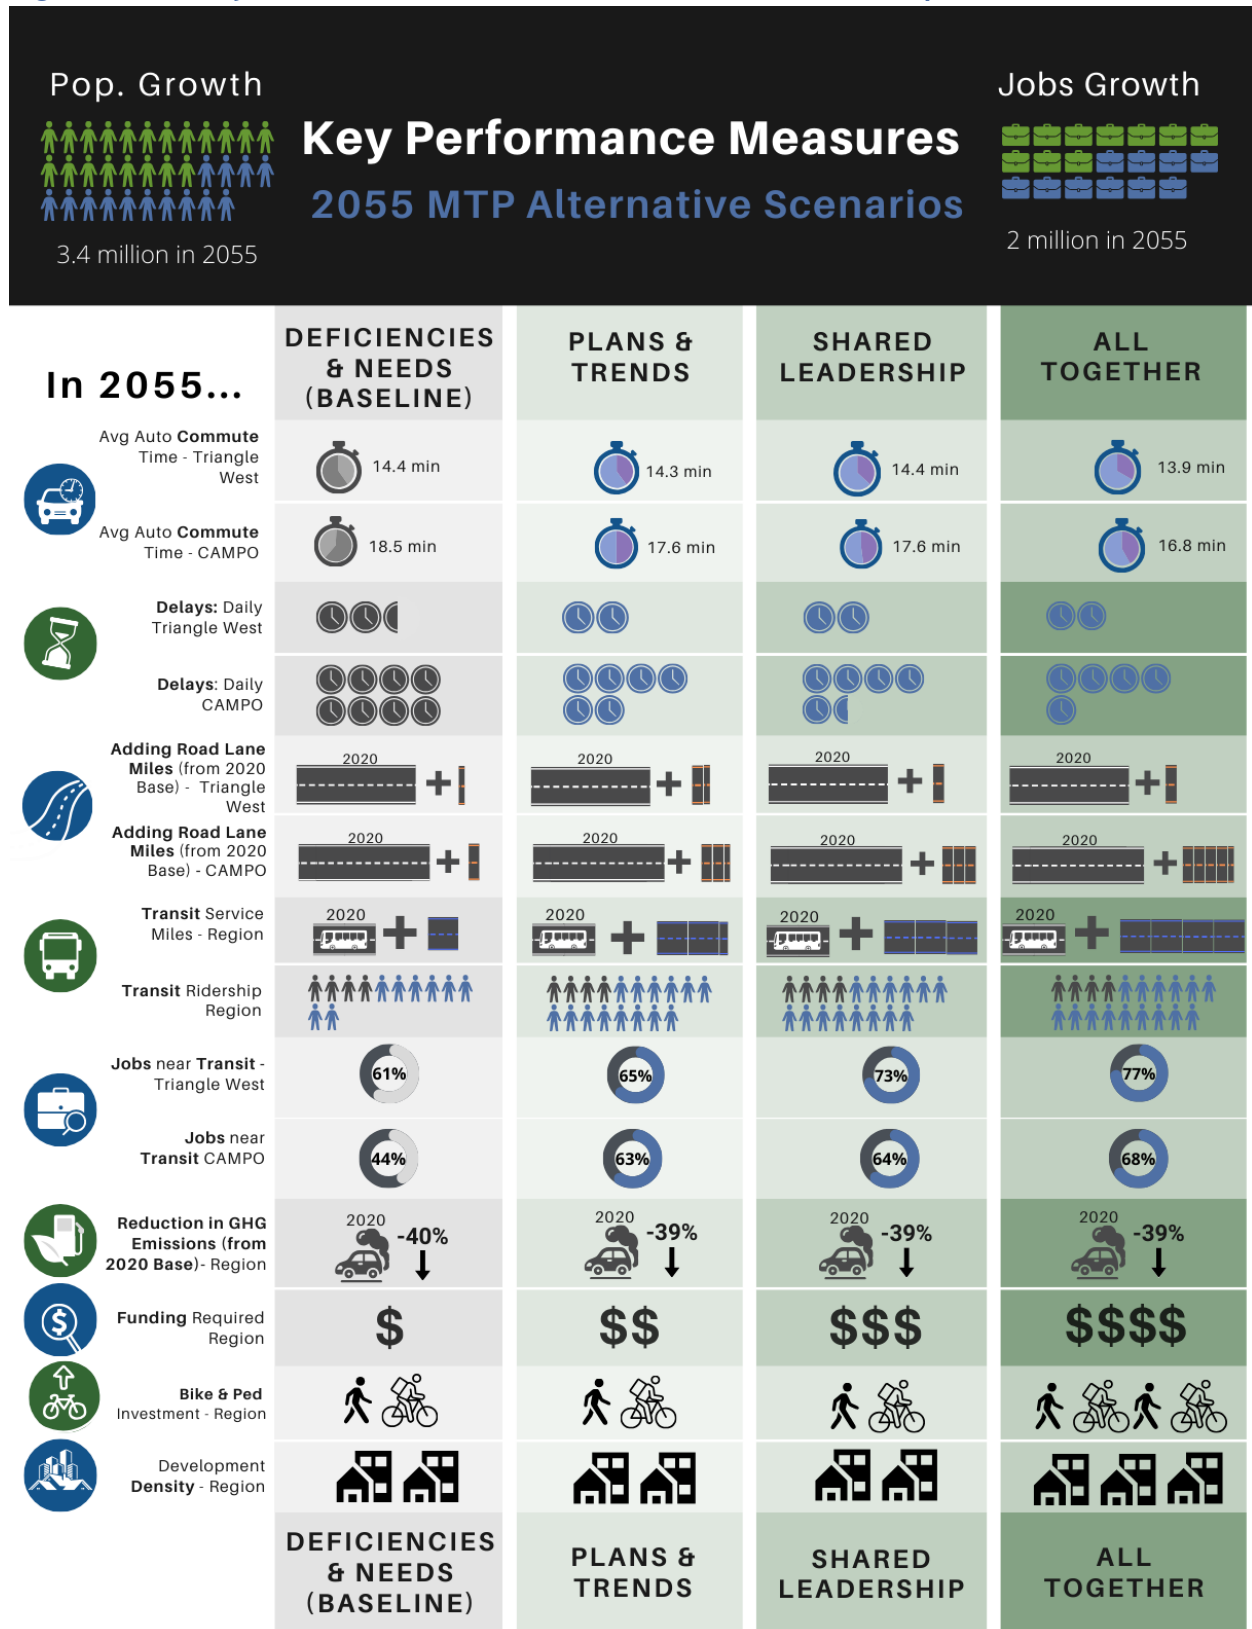 Pop. Growth
3.4 million in 2055
Key Performance Measures
2055 MTP Alternative Scenarios
Jobs Growth
2 million in 2055
In 2055...
DEFICIENCIES
& NEEDS
(BASELINE)
PLANS &
TRENDS
SHARED
LEADERSHIP
ALL
TOGETHER
Avg Auto Commute
Time - Triangle
West
14.4 min
14.3 min
14.4 min
13.9 min
Avg Auto Commute
Time - CAMPO
18.5 min
17.6 min
17.6 min
16.8 min
Delays: Daily
Triangle West
Delays: Daily
CAMPO
Adding Road Lane
Miles (from 2020
Base) - Triangle
West
2020
2020
2020
2020
Adding Road Lane
Miles (from 2020
Base) - CAMPO
2020
2020
2020
2020
Transit Service
Miles - Region
2020
2020
2020
2020
Transit Ridership
Region
Jobs near Transit -
Triangle West
61%
65%
73%
77%
Jobs near
Transit CAMPO
44%
63%
64%
68%
Reduction in GHG
Emissions (from
2020 Base)- Region
2020
-40%
2020
-39%
2020
-39%
2020
-39%
Funding Required
Region
$
$$
$$$
$$$$
Bike & Ped
Investment - Region
Development
Density - Region
DEFICIENCIES
& NEEDS
(BASELINE)
PLANS &
TRENDS
SHARED
LEADERSHIP
ALL
TOGETHER